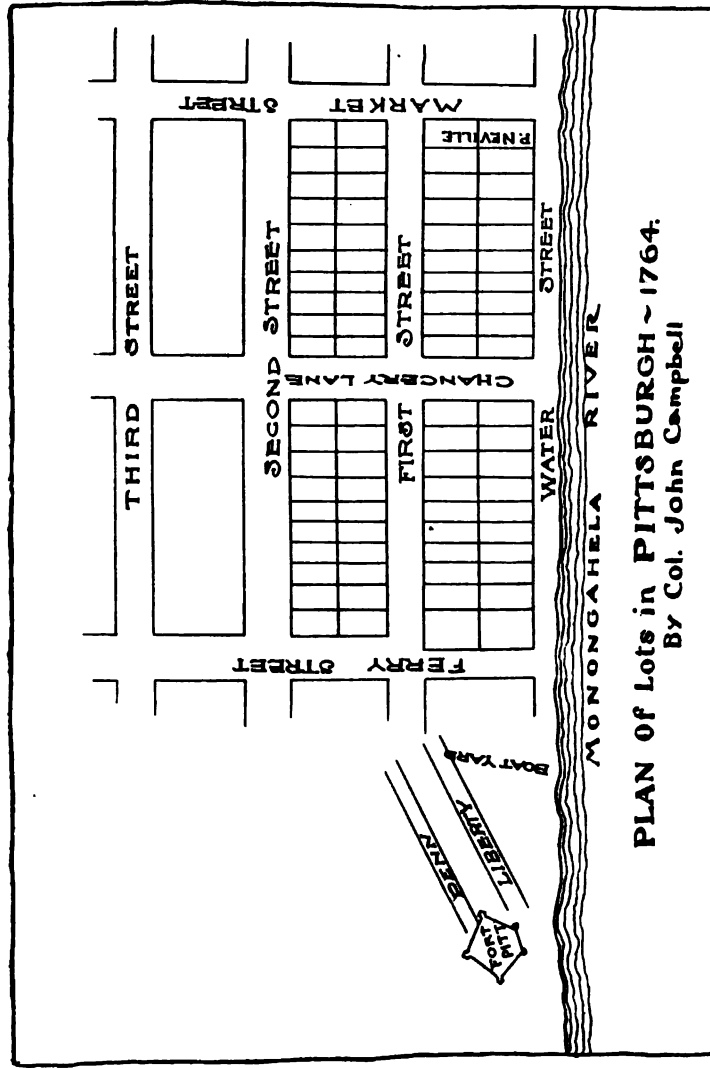 PLAN OF Lots in PITTSBURGH ~ 1764.
By Col. John Campbell
MONONGAHELA RIVER
WATER STREET
FIRST STREET
SECOND STREET
THIRD STREET
MARKET STREET
CHANCERY LANE
FERRY STREET
P. NEVILLE
BOAT YARD
LIBERTY
PENN
FORT
PITT